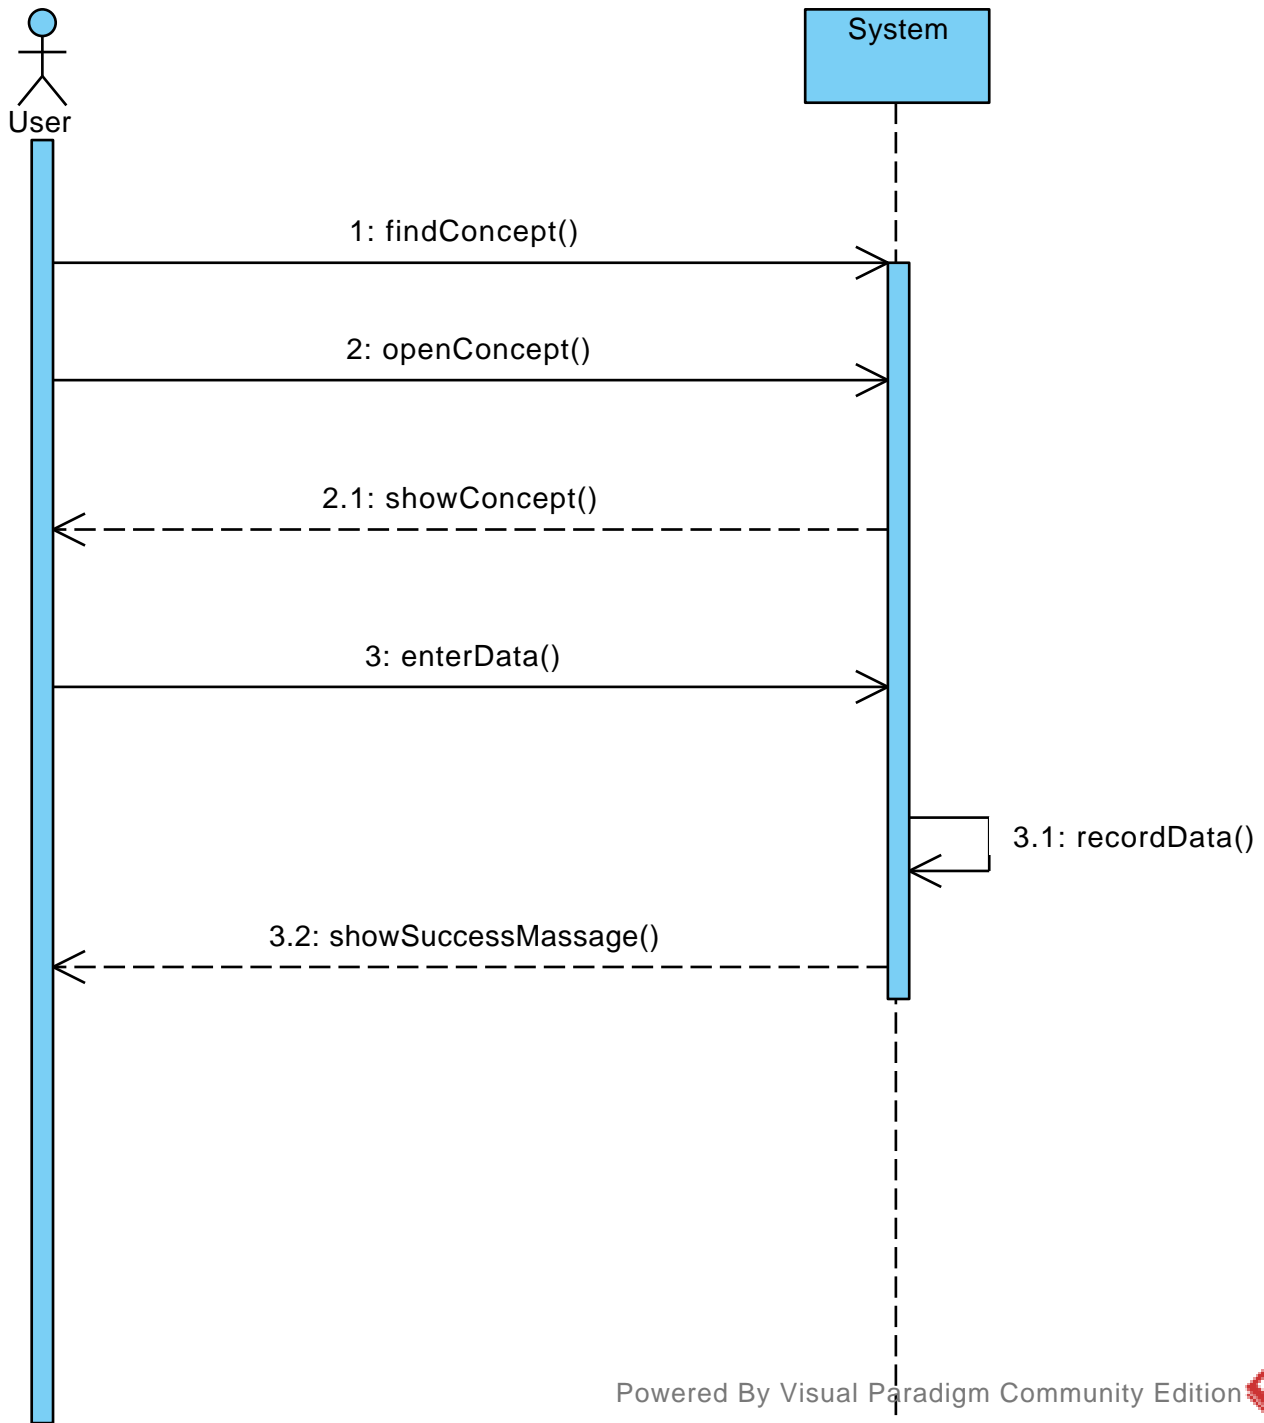 System
User
1: findConcept()
2: openConcept()
2.1: showConcept()
3: enterData()
3.1: recordData()
3.2: showSuccessMassage()
Powered By Visual Paradigm Community Edition